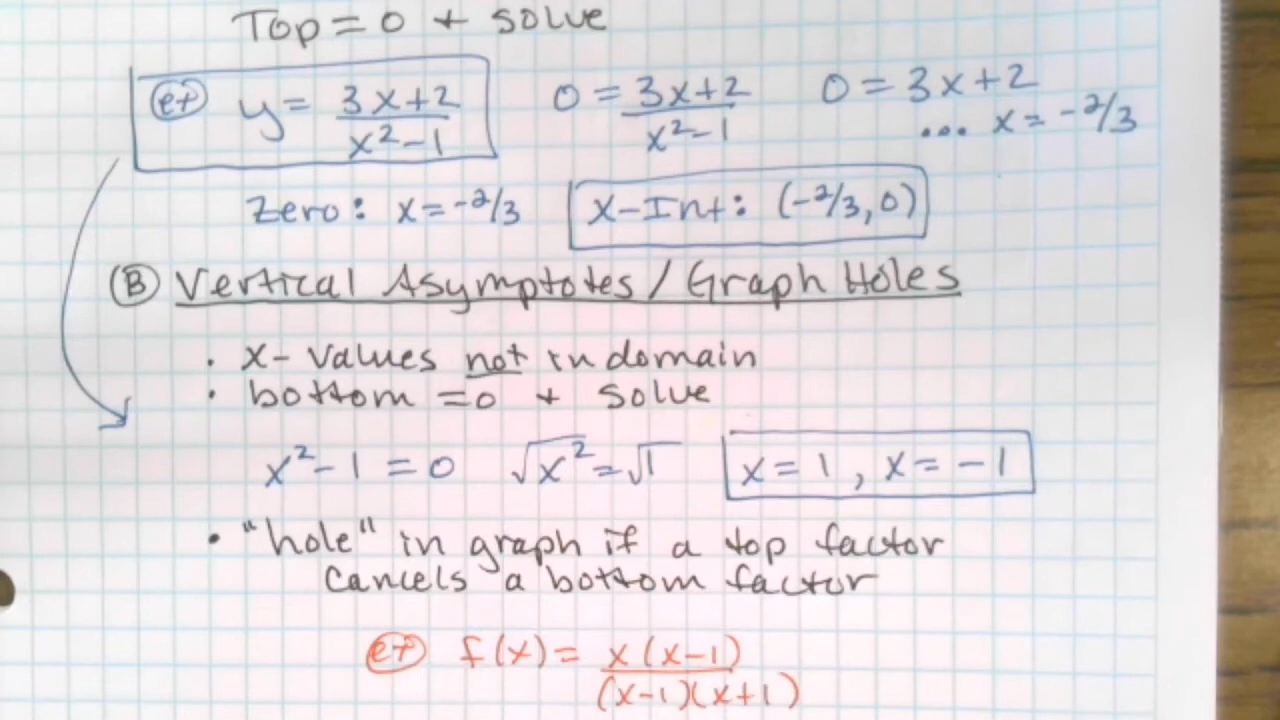 Top = 0 + solve
ex y = 3x+2/x²-1 0 = 3x+2/x²-1 0 = 3x+2
... x = -2/3
Zero: x = -2/3 x-Int: (-2/3, 0)
B Vertical Asymptotes / Graph Holes
• x-values not in domain
• bottom = 0 + solve
x²-1 = 0 √x² = √1 x = 1, x = -1
• "hole" in graph if a top factor
cancels a bottom factor
ex f(x) = x(x-1)/(x-1)(x+1)